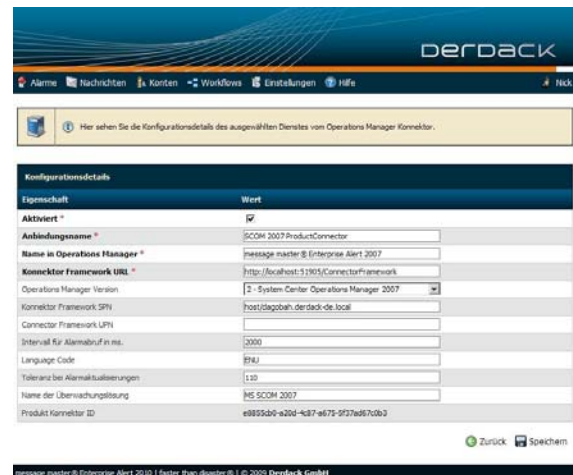 Derdack
Alarme Nachrichten Konten Workflows Einstellungen Hilfe Nick
Hier sehen Sie die Konfigurationsdetails des ausgewählten Dienstes vom Operations Manager Konnektor.
Konfigurationsdetails
Eigenschaft Wert
Aktiviert *
Anbindungsname * SCOM 2007 ProductConnector
Name in Operations Manager * message master® Enterprise Alert 2007
Konnektor Framework URL * http://localhost:51905/ConnectorFramework
Operations Manager Version 2 - System Center Operations Manager 2007
Konnektor Framework SPN host/dagobah.derdack-de.local
Connector Framework UPN
Intervall für Alarmabruf in ms. 2000
Language Code ENU
Toleranz bei Alarmaktualisierungen 110
Name der Überwachungslösung MS SCOM 2007
Produkt Konnektor ID e8855cb0-a20d-4c87-a675-5f37ad67c0b3
Zurück Speichern
message master® Enterprise Alert 2010 | faster than disaster® | © 2009 Derdack GmbH